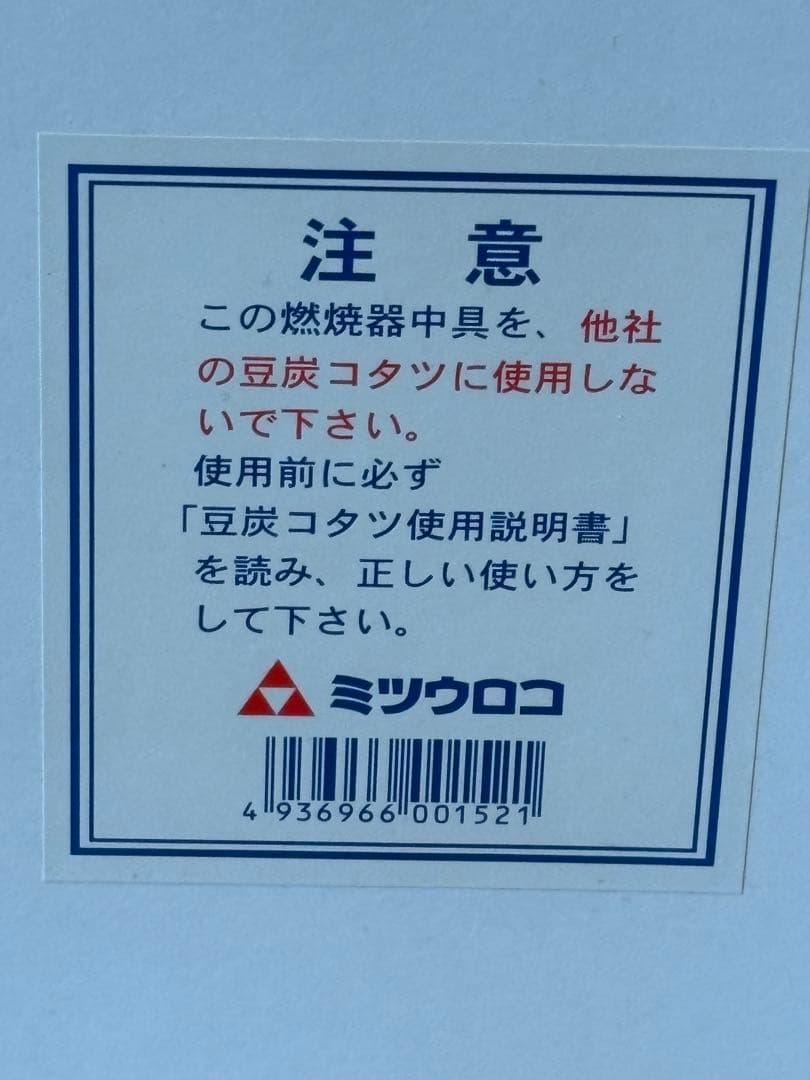 注 意
この燃焼器中具を、他社
の豆炭コタツに使用しな
いで下さい。
使用前に必ず
「豆炭コタツ使用説明書」
を読み、正しい使い方を
して下さい。
ミツウロコ
4 936966 001521